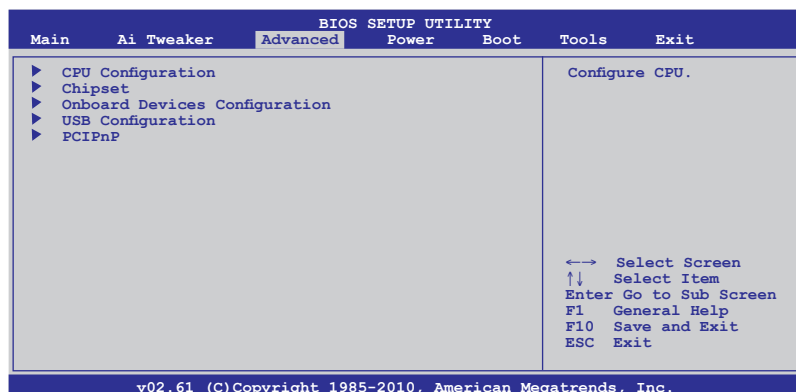 BIOS SETUP UTILITY
Main Ai Tweaker Advanced Power Boot Tools Exit
CPU Configuration
Chipset
Onboard Devices Configuration
USB Configuration
PCIPnP
Configure CPU.
←→ Select Screen
↑↓ Select Item
Enter Go to Sub Screen
F1 General Help
F10 Save and Exit
ESC Exit
v02.61 (C)Copyright 1985-2010, American Megatrends, Inc.